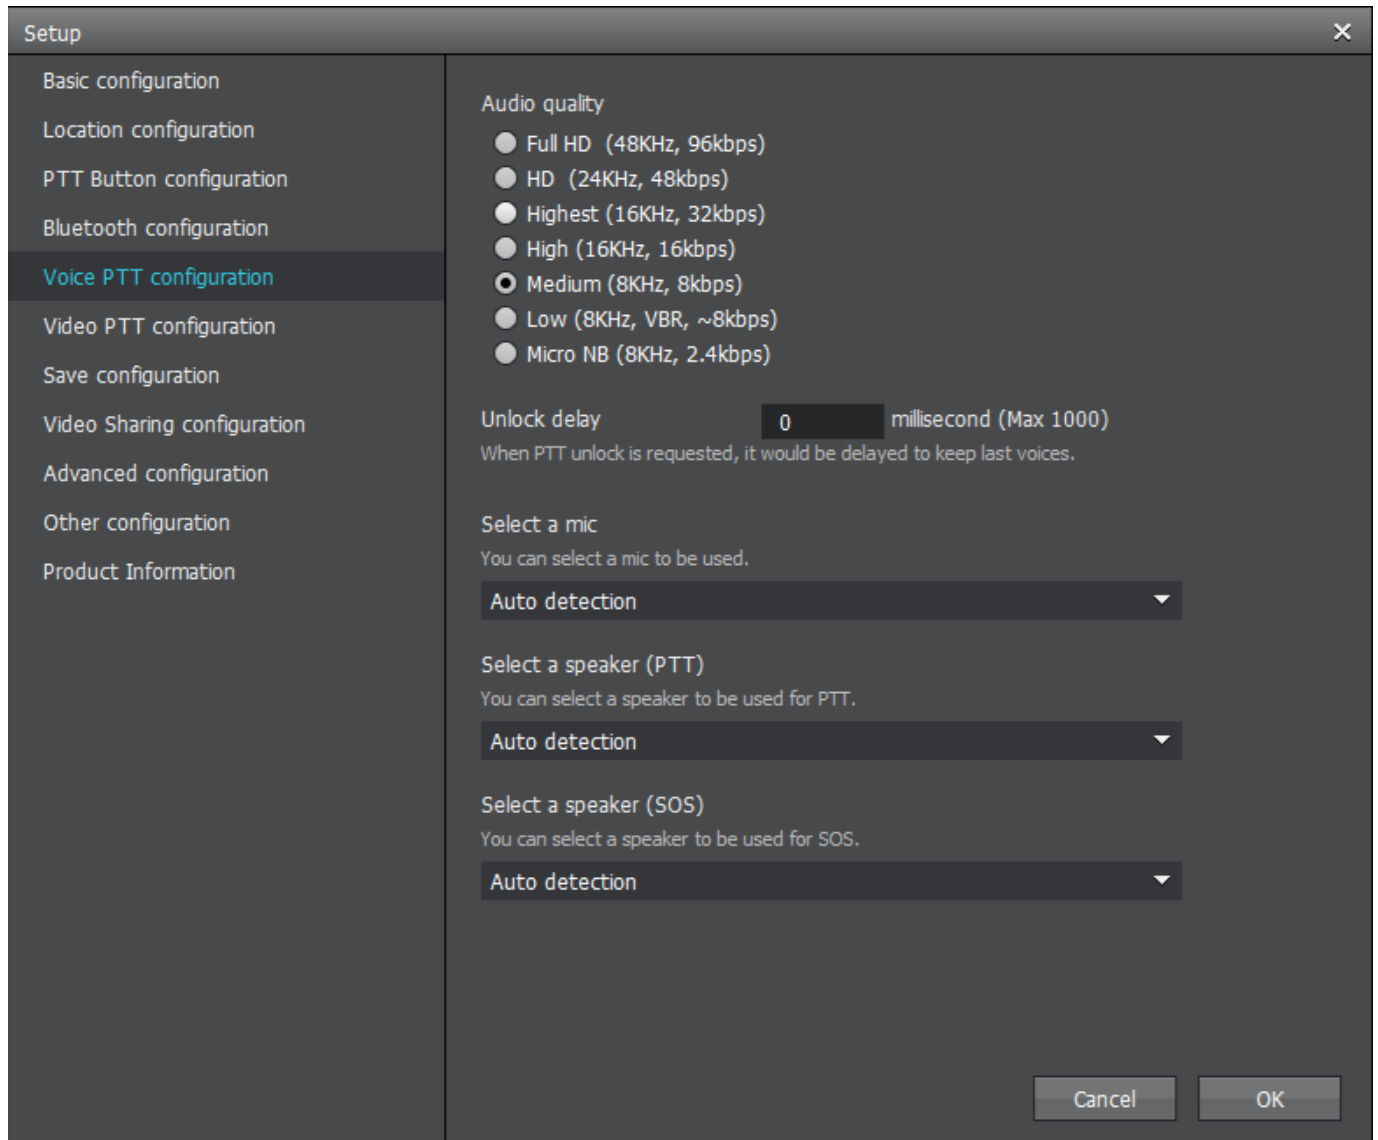 Setup
Basic configuration
Location configuration
PTT Button configuration
Bluetooth configuration
Voice PTT configuration
Video PTT configuration
Save configuration
Video Sharing configuration
Advanced configuration
Other configuration
Product Information
Audio quality
Full HD (48KHz, 96kbps)
HD (24KHz, 48kbps)
Highest (16KHz, 32kbps)
High (16KHz, 16kbps)
Medium (8KHz, 8kbps)
Low (8KHz, VBR, ~8kbps)
Micro NB (8KHz, 2.4kbps)
Unlock delay 0 millisecond (Max 1000)
When PTT unlock is requested, it would be delayed to keep last voices.
Select a mic
You can select a mic to be used.
Auto detection
Select a speaker (PTT)
You can select a speaker to be used for PTT.
Auto detection
Select a speaker (SOS)
You can select a speaker to be used for SOS.
Auto detection
Cancel OK